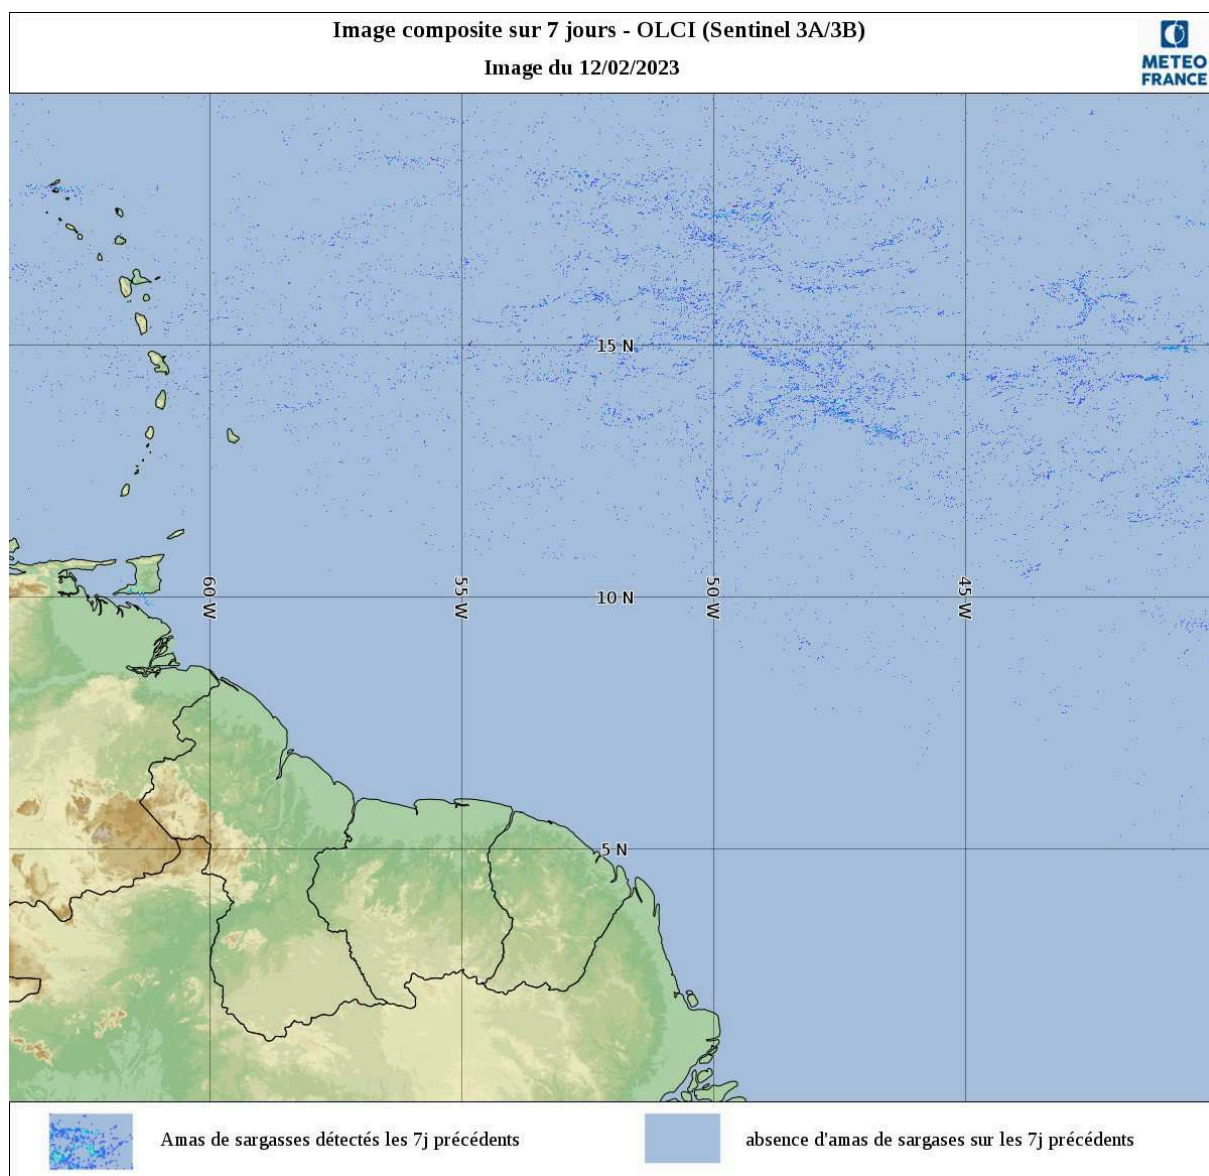 Image composite sur 7 jours - OLCI (Sentinel 3A/3B)
Image du 12/02/2023
METEO
FRANCE
15 N
60 W
55 W
10 N
50 W
45 W
5 N
Amas de sargasses détectés les 7j précédents
absence d'amas de sargases sur les 7j précédents